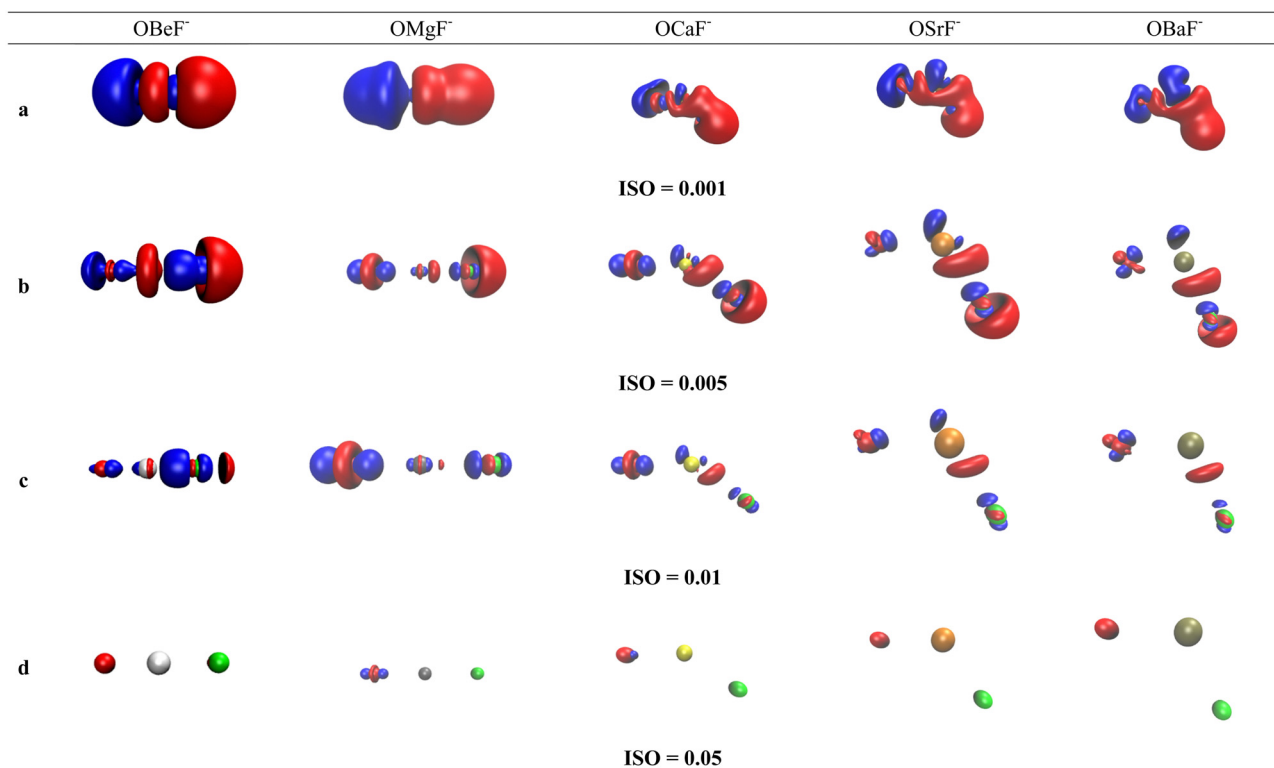 OBeF⁻ OMgF⁻ OCaF⁻ OSrF⁻ OBaF⁻
a
ISO = 0.001
b
ISO = 0.005
c
ISO = 0.01
d
ISO = 0.05